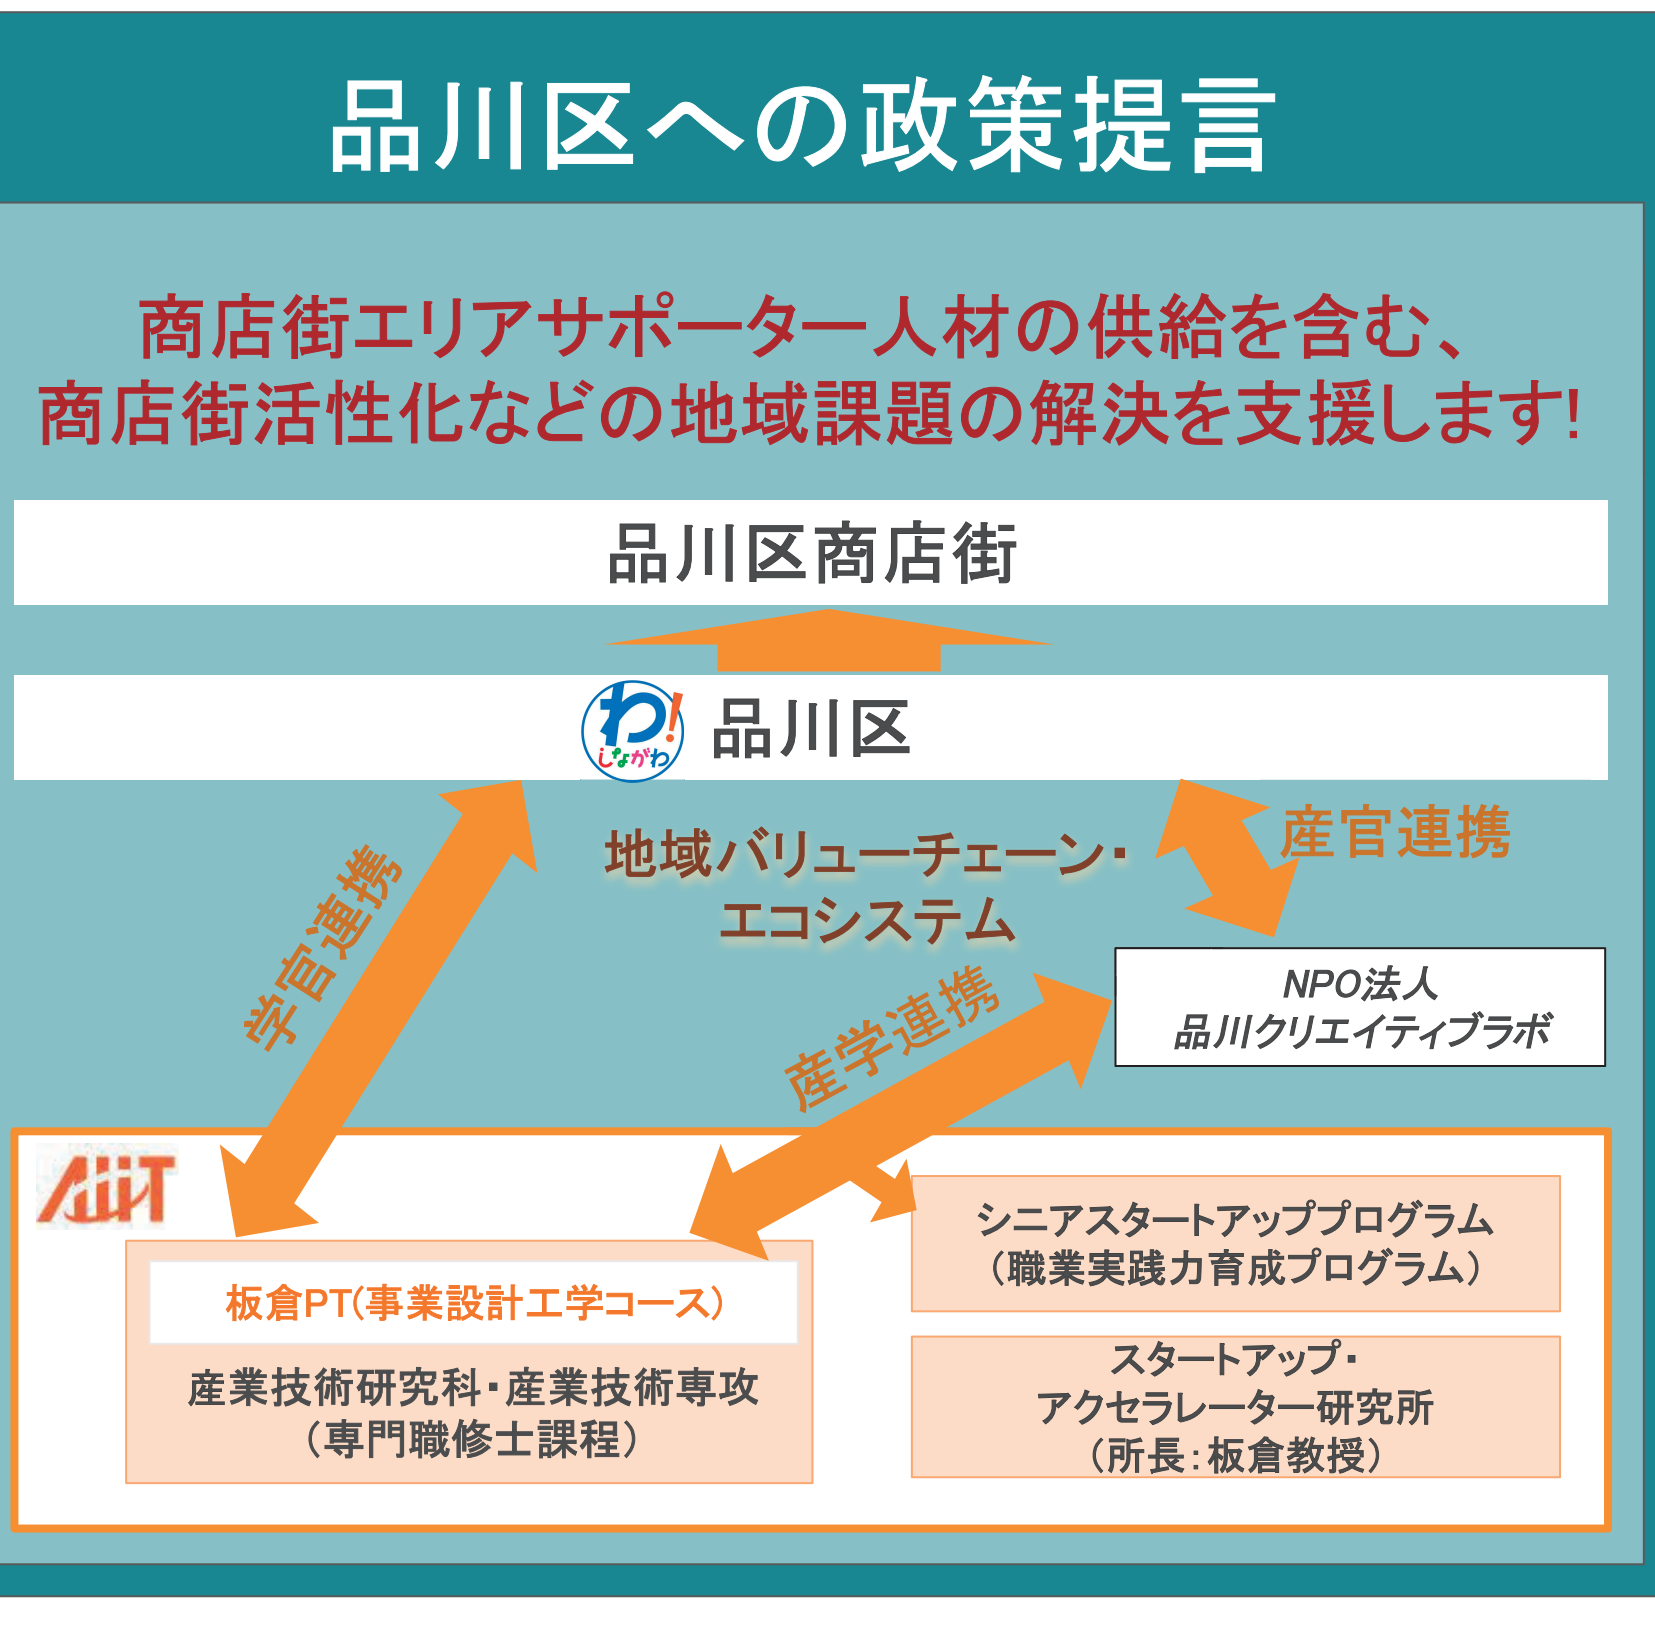 品川区への政策提言
商店街エリアサポーター人材の供給を含む、
商店街活性化などの地域課題の解決を支援します!
品川区商店街
わ!
しながわ
品川区
学官連携
地域バリューチェーン・
エコシステム
産官連携
産学連携
NPO法人
品川クリエイティブラボ
AIIT
板倉PT(事業設計工学コース)
産業技術研究科・産業技術専攻
（専門職修士課程）
シニアスタートアッププログラム
（職業実践力育成プログラム）
スタートアップ・
アクセラレーター研究所
（所長：板倉教授）